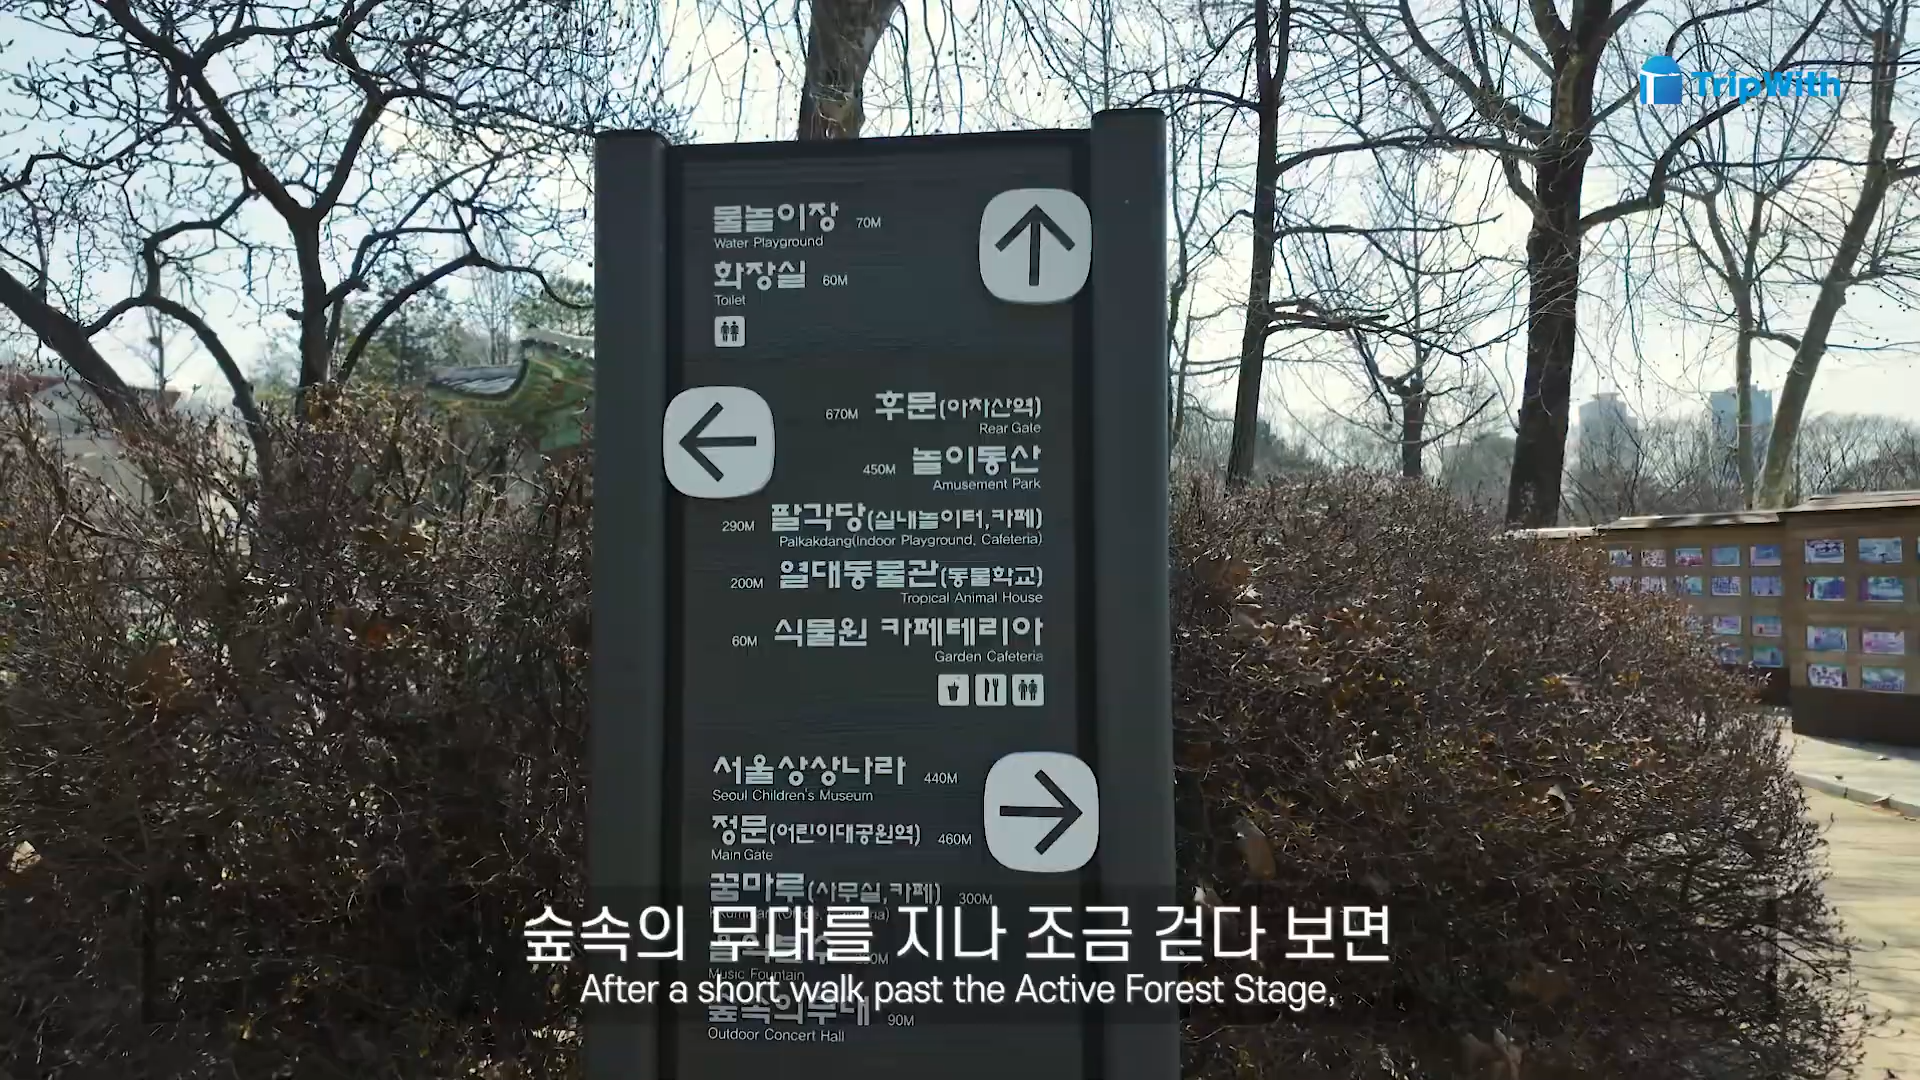 TripWith
물놀이장 70M
Water Playground
화장실 60M
Toilet
670M 후문(아차산역)
Rear Gate
450M 놀이동산
Amusement Park
290M 팔각당(실내놀이터,카페)
Palkakdang(Indoor Playground, Cafeteria)
200M 열대동물관(동물학교)
Tropical Animal House
60M 식물원 카페테리아
Garden Cafeteria
서울상상나라 440M
Seoul Children's Museum
정문(어린이대공원역) 460M
Main Gate
꿈마루(사무실,카페) 300M
숲속의 무대를 지나 조금 걷다 보면
Music Fountain
After a short walk past the Active Forest Stage,
숲속의무대 90M
Outdoor Concert Hall